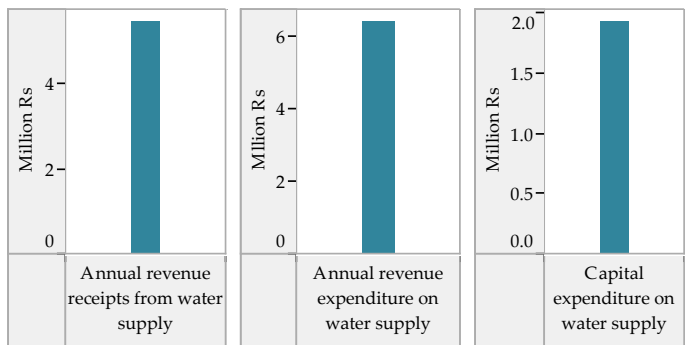 Million Rs
4
2
0
Annual revenue
receipts from water
supply
Mllion Rs
6
4
2
0
Annual revenue
expenditure on
water supply
Million Rs
2.0
1.5
1.0
0.5
0.0
Capital
expenditure on
water supply